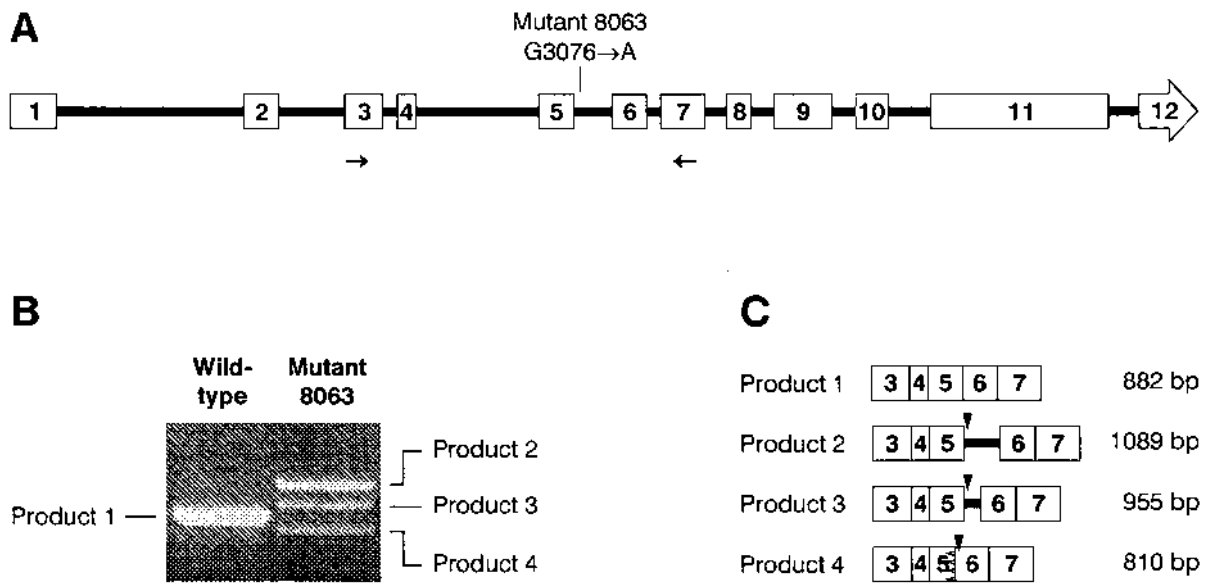 A
Mutant 8063
G3076→A
1 2 3 4 5 6 7 8 9 10 11 12
→ ←
B
Wild-
type
Mutant
8063
Product 1
Product 2
Product 3
Product 4
C
Product 1 3 4 5 6 7 882 bp
Product 2 3 4 5 6 7 1089 bp
Product 3 3 4 5 6 7 955 bp
Product 4 3 4 5 6 7 810 bp